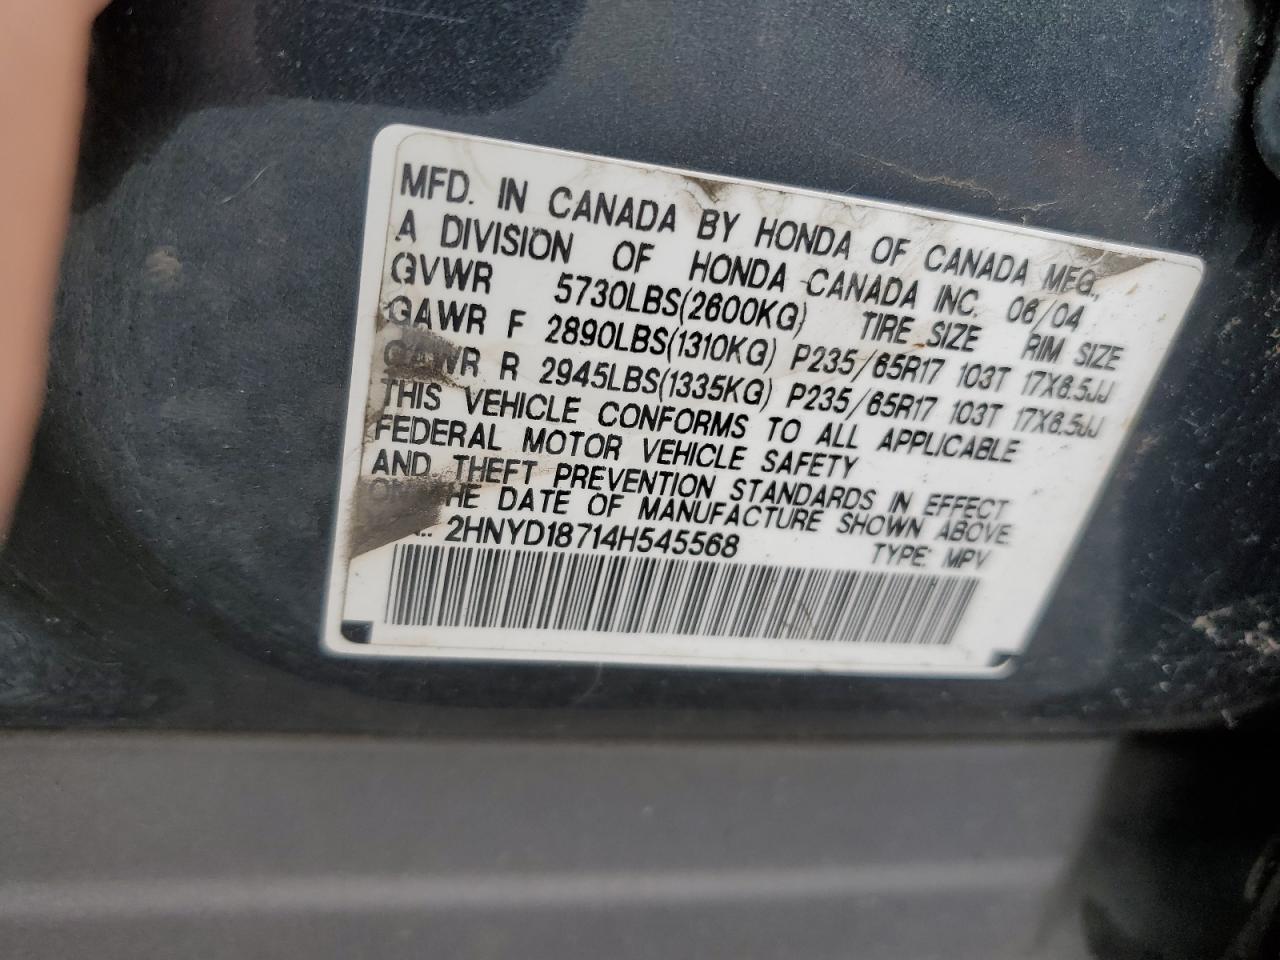 MFD. IN CANADA BY HONDA OF CANADA MFG.,
A DIVISION OF HONDA CANADA INC. 06/04
GVWR 5730LBS(2600KG) TIRE SIZE RIM SIZE
GAWR F 2890LBS(1310KG) P235/65R17 103T 17X6.5JJ
GAWR R 2945LBS(1335KG) P235/65R17 103T 17X6.5JJ
THIS VEHICLE CONFORMS TO ALL APPLICABLE
FEDERAL MOTOR VEHICLE SAFETY
AND THEFT PREVENTION STANDARDS IN EFFECT
ON THE DATE OF MANUFACTURE SHOWN ABOVE
2HNYD18714H545568 TYPE: MPV